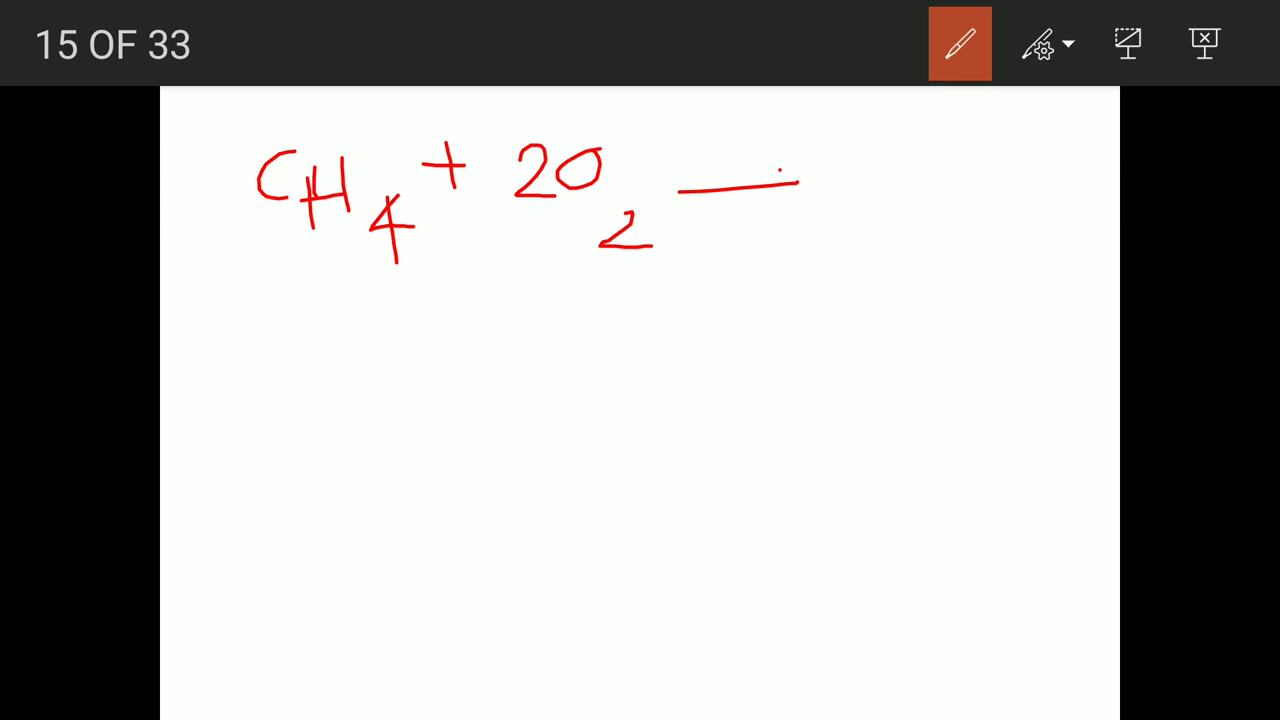 15 OF 33
CH₄ + 2O₂ —